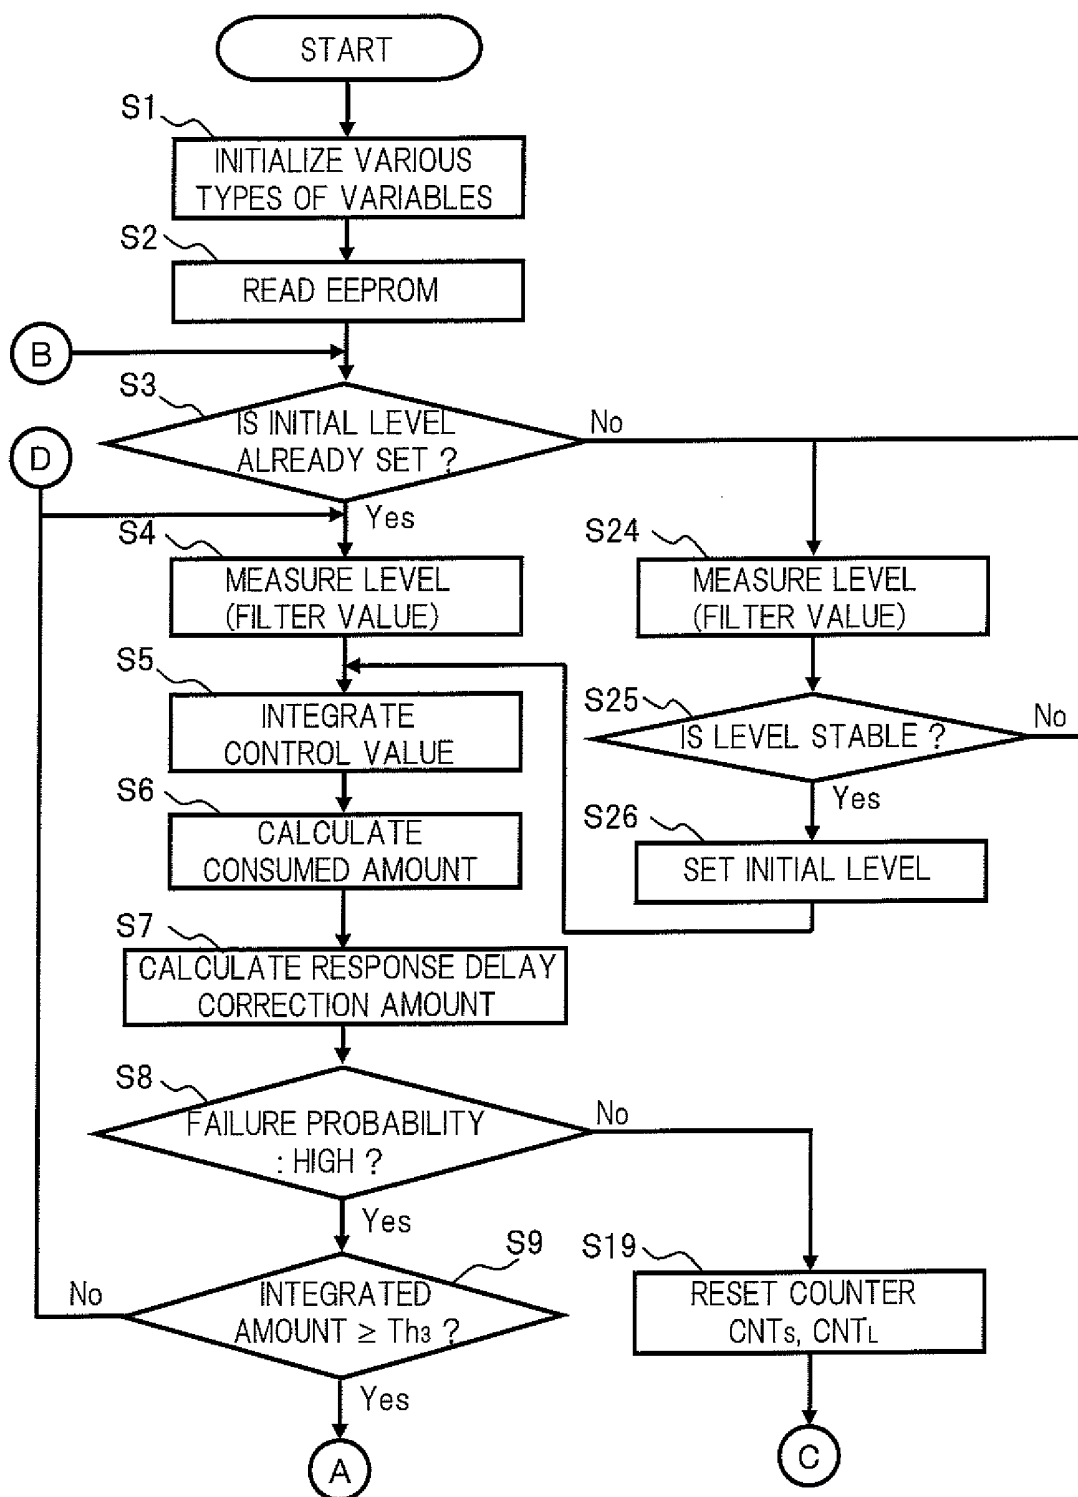 START
S1
INITIALIZE VARIOUS
TYPES OF VARIABLES
S2
READ EEPROM
B
S3
IS INITIAL LEVEL
ALREADY SET ?
No
D
Yes
S4
MEASURE LEVEL
(FILTER VALUE)
S24
MEASURE LEVEL
(FILTER VALUE)
S5
INTEGRATE
CONTROL VALUE
S25
IS LEVEL STABLE ?
No
Yes
S6
CALCULATE
CONSUMED AMOUNT
S26
SET INITIAL LEVEL
S7
CALCULATE RESPONSE DELAY
CORRECTION AMOUNT
S8
FAILURE PROBABILITY
: HIGH ?
No
Yes
S9
INTEGRATED
AMOUNT ≥ Th3 ?
No
Yes
S19
RESET COUNTER
CNTS, CNTL
A
C